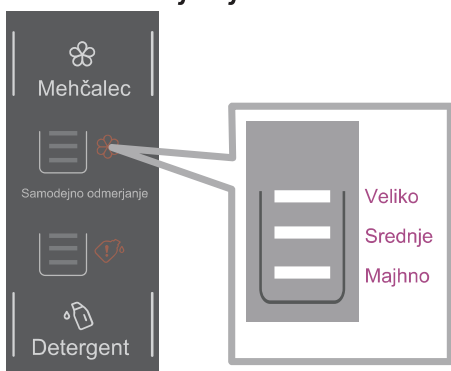 Mehčalec
Samodejno odmerjanje
Detergent
Veliko
Srednje
Majhno